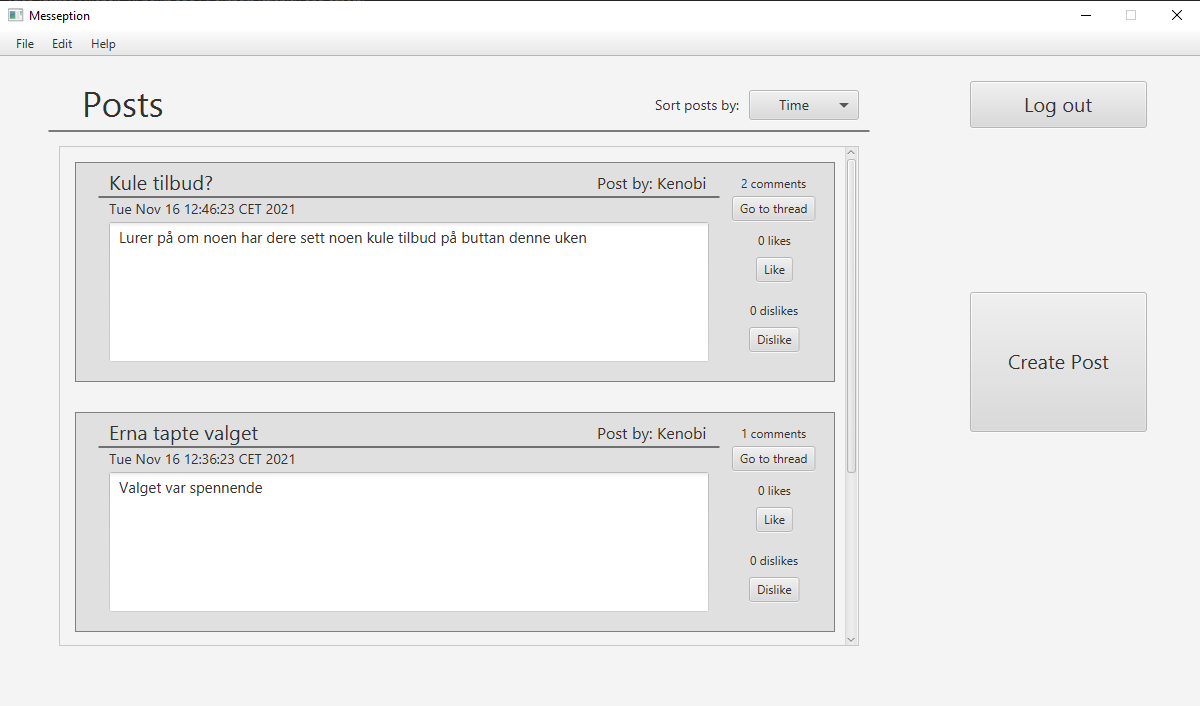 Messeption
File Edit Help
Posts
Sort posts by: Time
Log out
Kule tilbud?
Post by: Kenobi
2 comments
Tue Nov 16 12:46:23 CET 2021
Go to thread
Lurer på om noen har dere sett noen kule tilbud på buttan denne uken
0 likes
Like
0 dislikes
Dislike
Create Post
Erna tapte valget
Post by: Kenobi
1 comments
Tue Nov 16 12:36:23 CET 2021
Go to thread
Valget var spennende
0 likes
Like
0 dislikes
Dislike